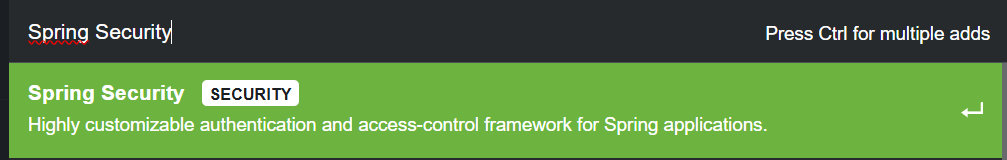 Spring Security
Press Ctrl for multiple adds
Spring Security SECURITY
Highly customizable authentication and access-control framework for Spring applications.